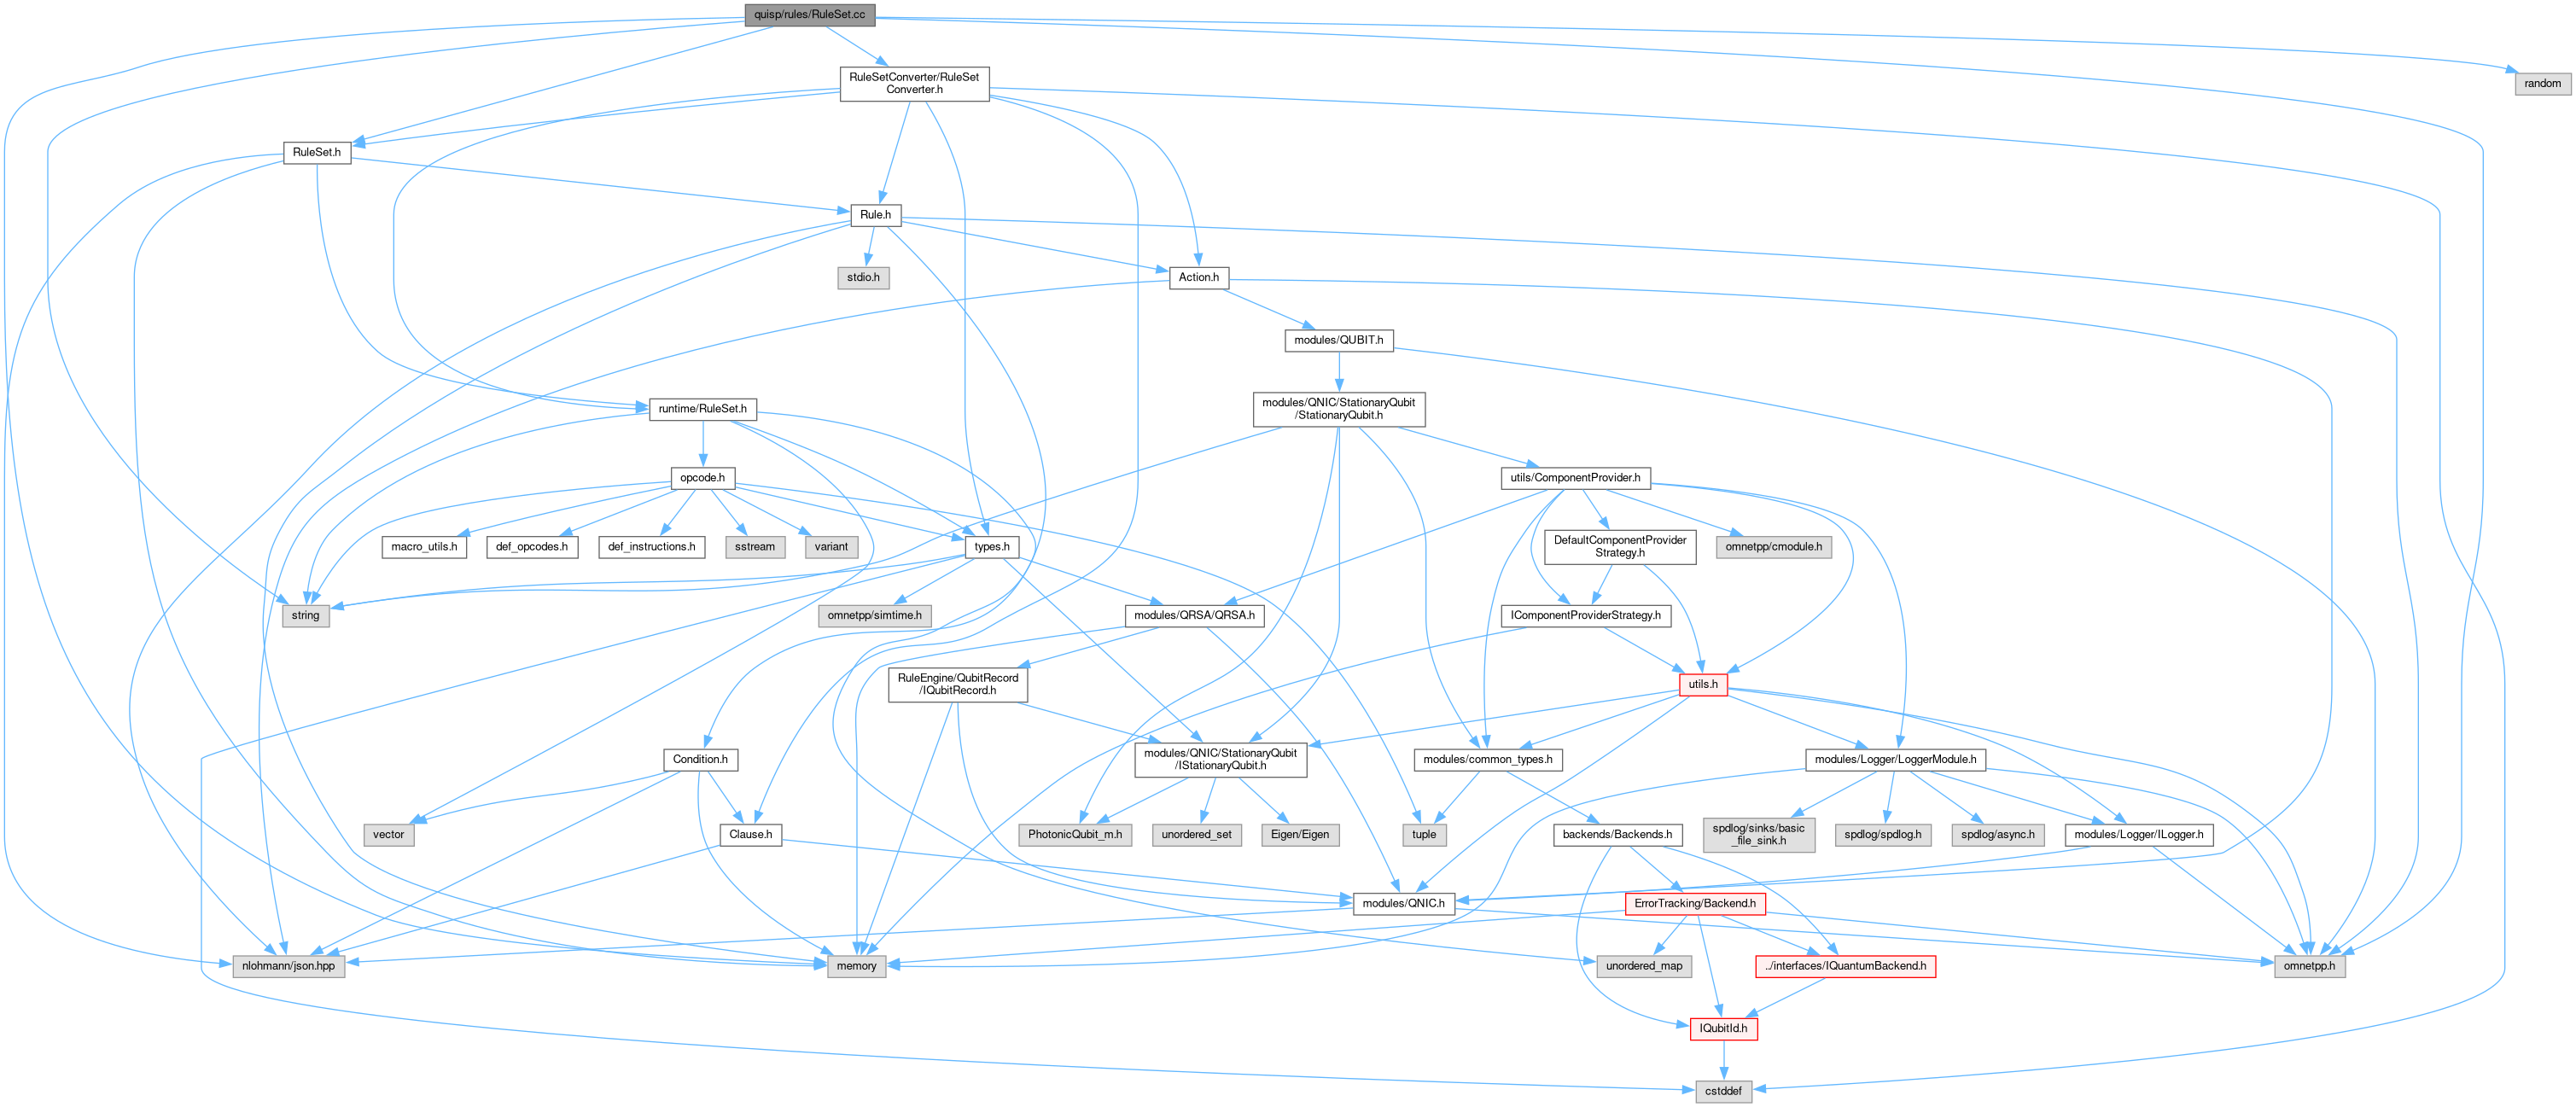 quisp/rules/RuleSet.cc
RuleSetConverter/RuleSet
Converter.h
random
RuleSet.h
Rule.h
stdio.h
Action.h
modules/QUBIT.h
runtime/RuleSet.h
modules/QNIC/StationaryQubit
/StationaryQubit.h
opcode.h
utils/ComponentProvider.h
macro_utils.h
def_opcodes.h
def_instructions.h
sstream
variant
types.h
DefaultComponentProvider
Strategy.h
omnetpp/cmodule.h
string
omnetpp/simtime.h
modules/QRSA/QRSA.h
IComponentProviderStrategy.h
RuleEngine/QubitRecord
/IQubitRecord.h
utils.h
Condition.h
modules/QNIC/StationaryQubit
/IStationaryQubit.h
modules/common_types.h
modules/Logger/LoggerModule.h
vector
Clause.h
PhotonicQubit_m.h
unordered_set
Eigen/Eigen
tuple
backends/Backends.h
spdlog/sinks/basic
_file_sink.h
spdlog/spdlog.h
spdlog/async.h
modules/Logger/ILogger.h
modules/QNIC.h
ErrorTracking/Backend.h
nlohmann/json.hpp
memory
unordered_map
../interfaces/IQuantumBackend.h
omnetpp.h
IQubitId.h
cstddef